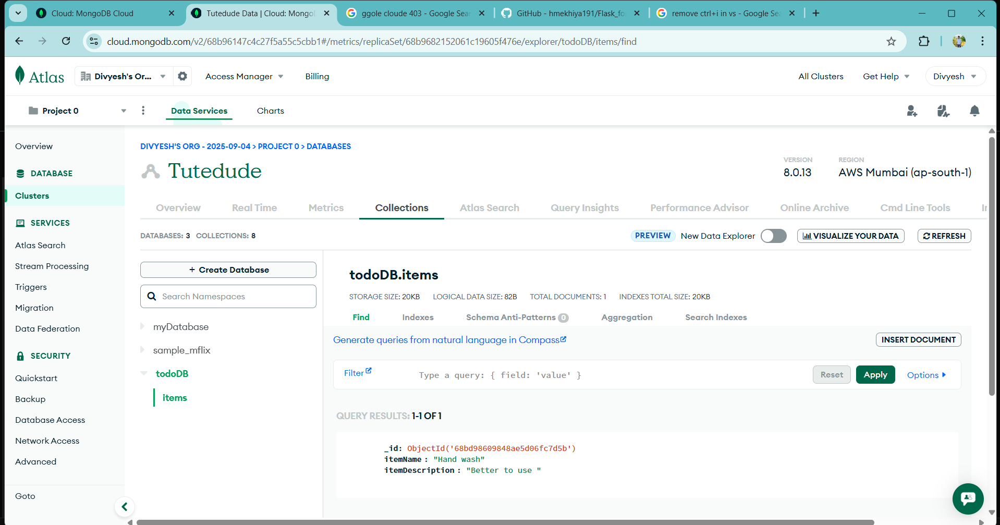 Cloud: MongoDB Cloud
Tutedude Data | Cloud: Mongo
ggole cloude 403 - Google Sear
GitHub - hmekhiya191/Flask_fo
remove ctrl+i in vs - Google Se
cloud.mongodb.com/v2/68b96147c4c27f5a55c5cbb1#/metrics/replicaSet/68b9682152061c19605f476e/explorer/todoDB/items/find
Atlas
Divyesh's Or...
Access Manager
Billing
All Clusters
Get Help
Divyesh
Project 0
Data Services
Charts
Overview
DATABASE
Clusters
SERVICES
Atlas Search
Stream Processing
Triggers
Migration
Data Federation
SECURITY
Quickstart
Backup
Database Access
Network Access
Advanced
Goto
DIVYESH'S ORG - 2025-09-04 > PROJECT 0 > DATABASES
Tutedude
VERSION
8.0.13
REGION
AWS Mumbai (ap-south-1)
Overview
Real Time
Metrics
Collections
Atlas Search
Query Insights
Performance Advisor
Online Archive
Cmd Line Tools
DATABASES: 3 COLLECTIONS: 8
PREVIEW New Data Explorer
VISUALIZE YOUR DATA
REFRESH
+ Create Database
Search Namespaces
myDatabase
sample_mflix
todoDB
items
todoDB.items
STORAGE SIZE: 20KB LOGICAL DATA SIZE: 82B TOTAL DOCUMENTS: 1 INDEXES TOTAL SIZE: 20KB
Find
Indexes
Schema Anti-Patterns 0
Aggregation
Search Indexes
Generate queries from natural language in Compass
INSERT DOCUMENT
Filter
Type a query: { field: 'value' }
Reset
Apply
Options
QUERY RESULTS: 1-1 OF 1
_id: ObjectId('68bd98609848ae5d06fc7d5b')
itemName : "Hand wash"
itemDescription : "Better to use "